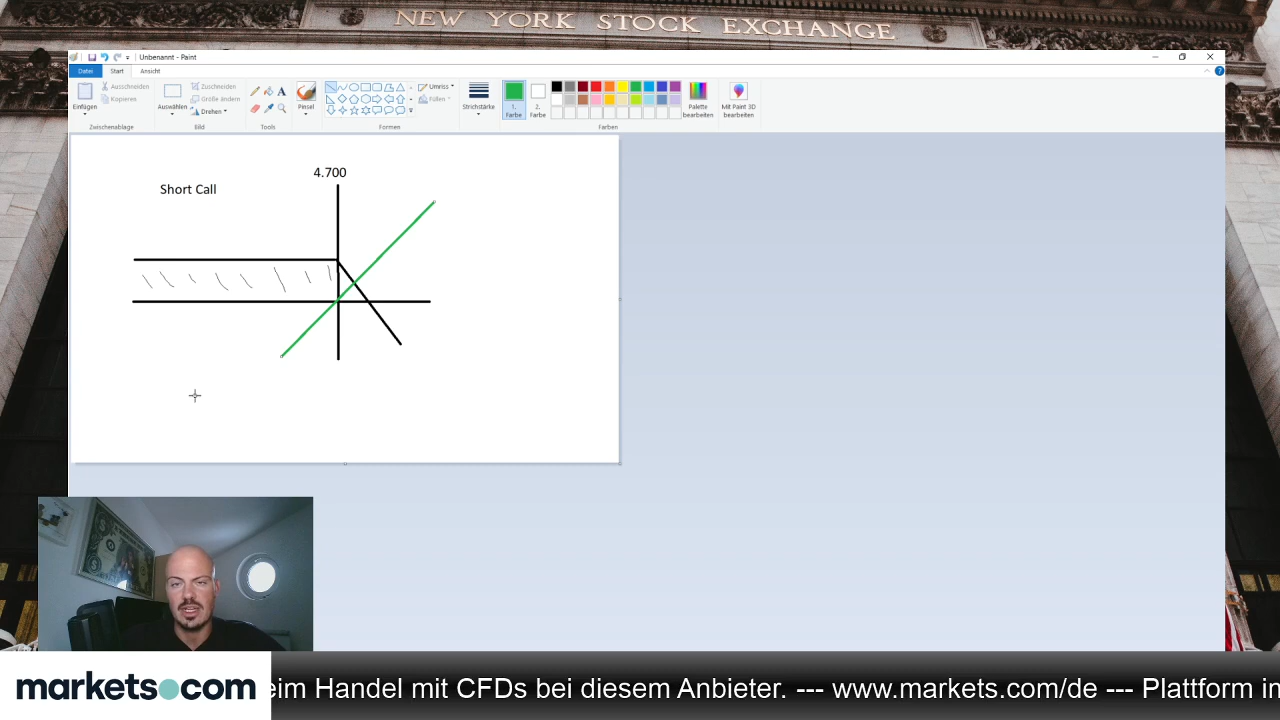 NEW YORK STOCK EXCHANGE
Unbenannt - Paint
Datei Start Ansicht
Einfügen
Ausschneiden
Kopieren
Zwischenablage
Auswählen
Zuschneiden
Größe ändern
Drehen
Bild
Tools
Pinsel
Formen
Umriss
Füllen
Strichstärke
1.
Farbe
2.
Farbe
Palette
bearbeiten
Farben
Mit Paint 3D
bearbeiten
4.700
Short Call
markets.com
eim Handel mit CFDs bei diesem Anbieter. --- www.markets.com/de --- Plattform in